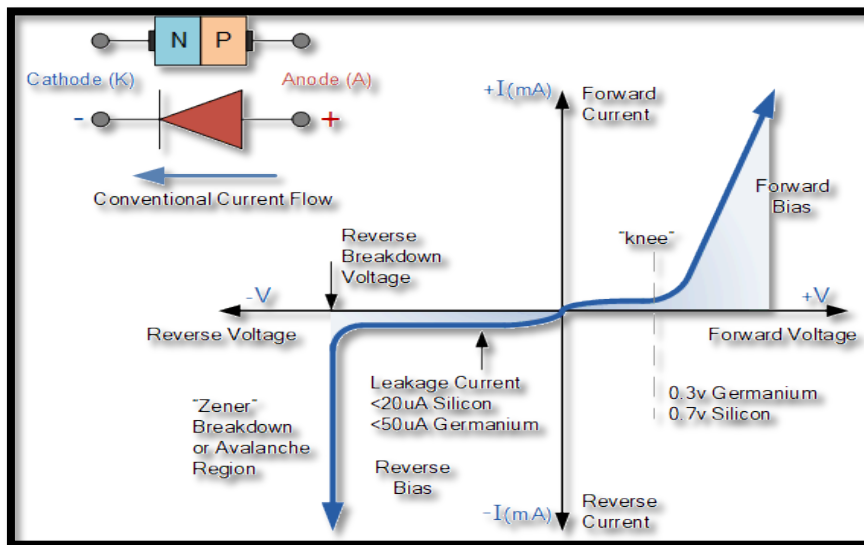 N P
Cathode (K)
Anode (A)
- +
Conventional Current Flow
+I(mA)
Forward
Current
Forward
Bias
"knee"
Reverse
Breakdown
Voltage
-V
+V
Reverse Voltage
Forward Voltage
Leakage Current
<20uA Silicon
<50uA Germanium
0.3v Germanium
0.7v Silicon
"Zener"
Breakdown
or Avalanche
Region
Reverse
Bias
-I(mA)
Reverse
Current